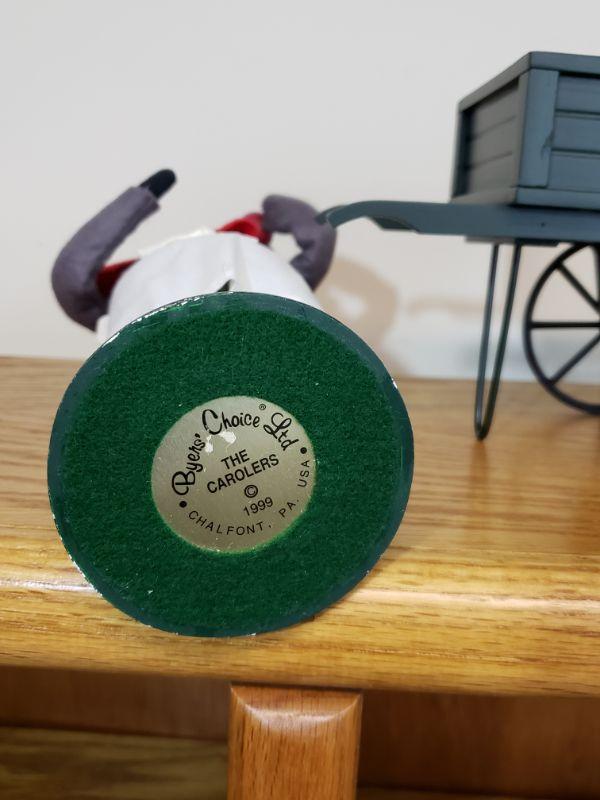 Byers' Choice® Ltd
THE
CAROLERS
©
1999
• CHALFONT, PA. USA •